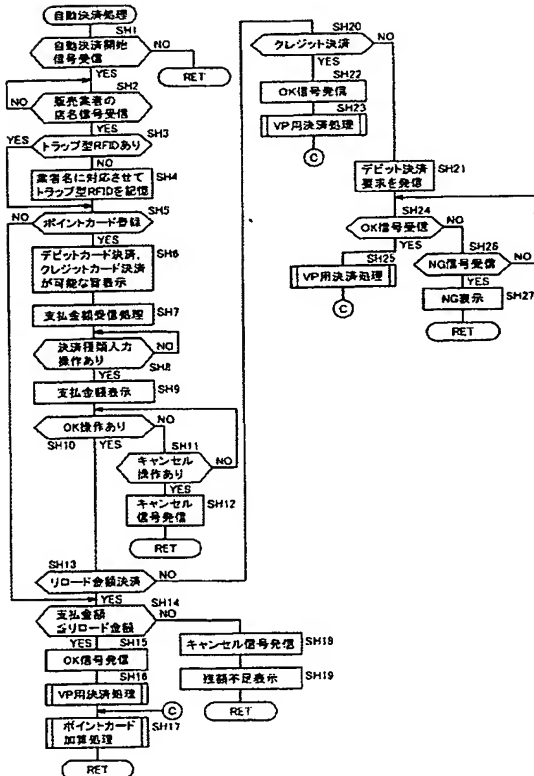 自動決済処理
SH1
自動決済開始
信号受信
NO
RET
YES
SH2
販売業者の
店名信号受信
NO
YES
SH3
トラップ型RFIDあり
YES
NO
業者名に対応させて
トラップ型RFIDを記憶
SH4
SH5
ポイントカード登録
NO
YES
デビットカード決済,
クレジットカード決済
が可能な旨表示
SH6
支払金額受信処理
SH7
決済種類入力
操作あり
NO
SH8
YES
支払金額表示
SH9
OK操作あり
NO
SH10
YES
SH11
キャンセル
操作あり
NO
YES
キャンセル
信号発信
SH12
RET
SH13
リロード金額決済
NO
YES
SH14
支払金額
≦リロード金額
NO
YES
SH15
OK信号発信
SH16
VP用決済処理
C
ポイントカード
加算処理
SH17
RET
キャンセル信号発信
SH18
残額不足表示
SH19
RET
SH20
クレジット決済
NO
YES
SH22
OK信号発信
SH23
VP用決済処理
C
デビット決済
要求を発信
SH21
SH24
OK信号受信
NO
YES
SH25
VP用決済処理
C
SH26
NG信号受信
NO
YES
NG表示
SH27
RET